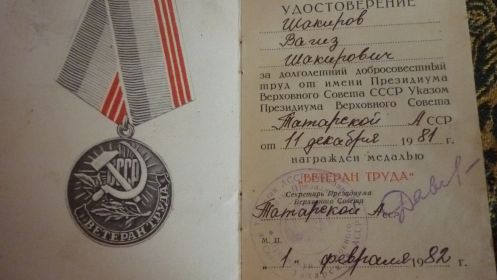 СССР
ВЕТЕРАН ТРУДА
УДОСТОВЕРЕНИЕ
Шакиров
Вагиз
Шакирович
за долголетний добросовестный
труд от имени Президиума
Верховного Совета СССР Указом
Президиума Верховного Совета
Татарской АССР
от 11 декабря 1981 г.
награжден медалью
"ВЕТЕРАН ТРУДА"
Секретарь Президиума
Верховного Совета
Татарской
М. П.
"1" февраля 1982 г.